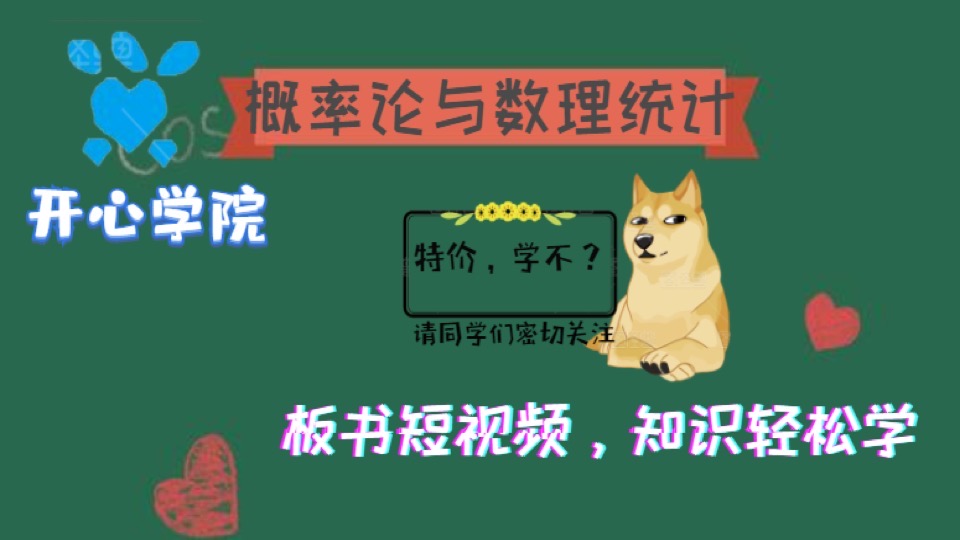 概率论与数理统计
开心学院
特价，学不？
请同学们密切关注
板书短视频，知识轻松学